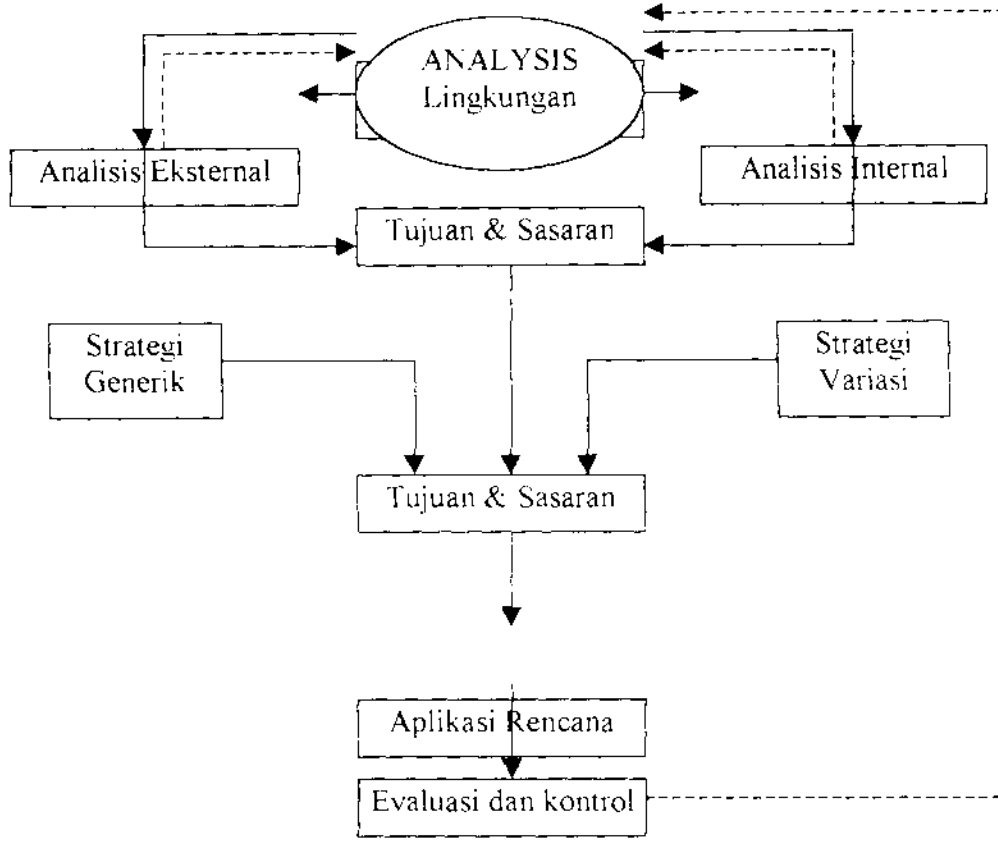 ANALYSIS
Lingkungan
Analisis Eksternal
Analisis Internal
Tujuan & Sasaran
Strategi
Generik
Strategi
Variasi
Tujuan & Sasaran
Aplikasi Rencana
Evaluasi dan kontrol